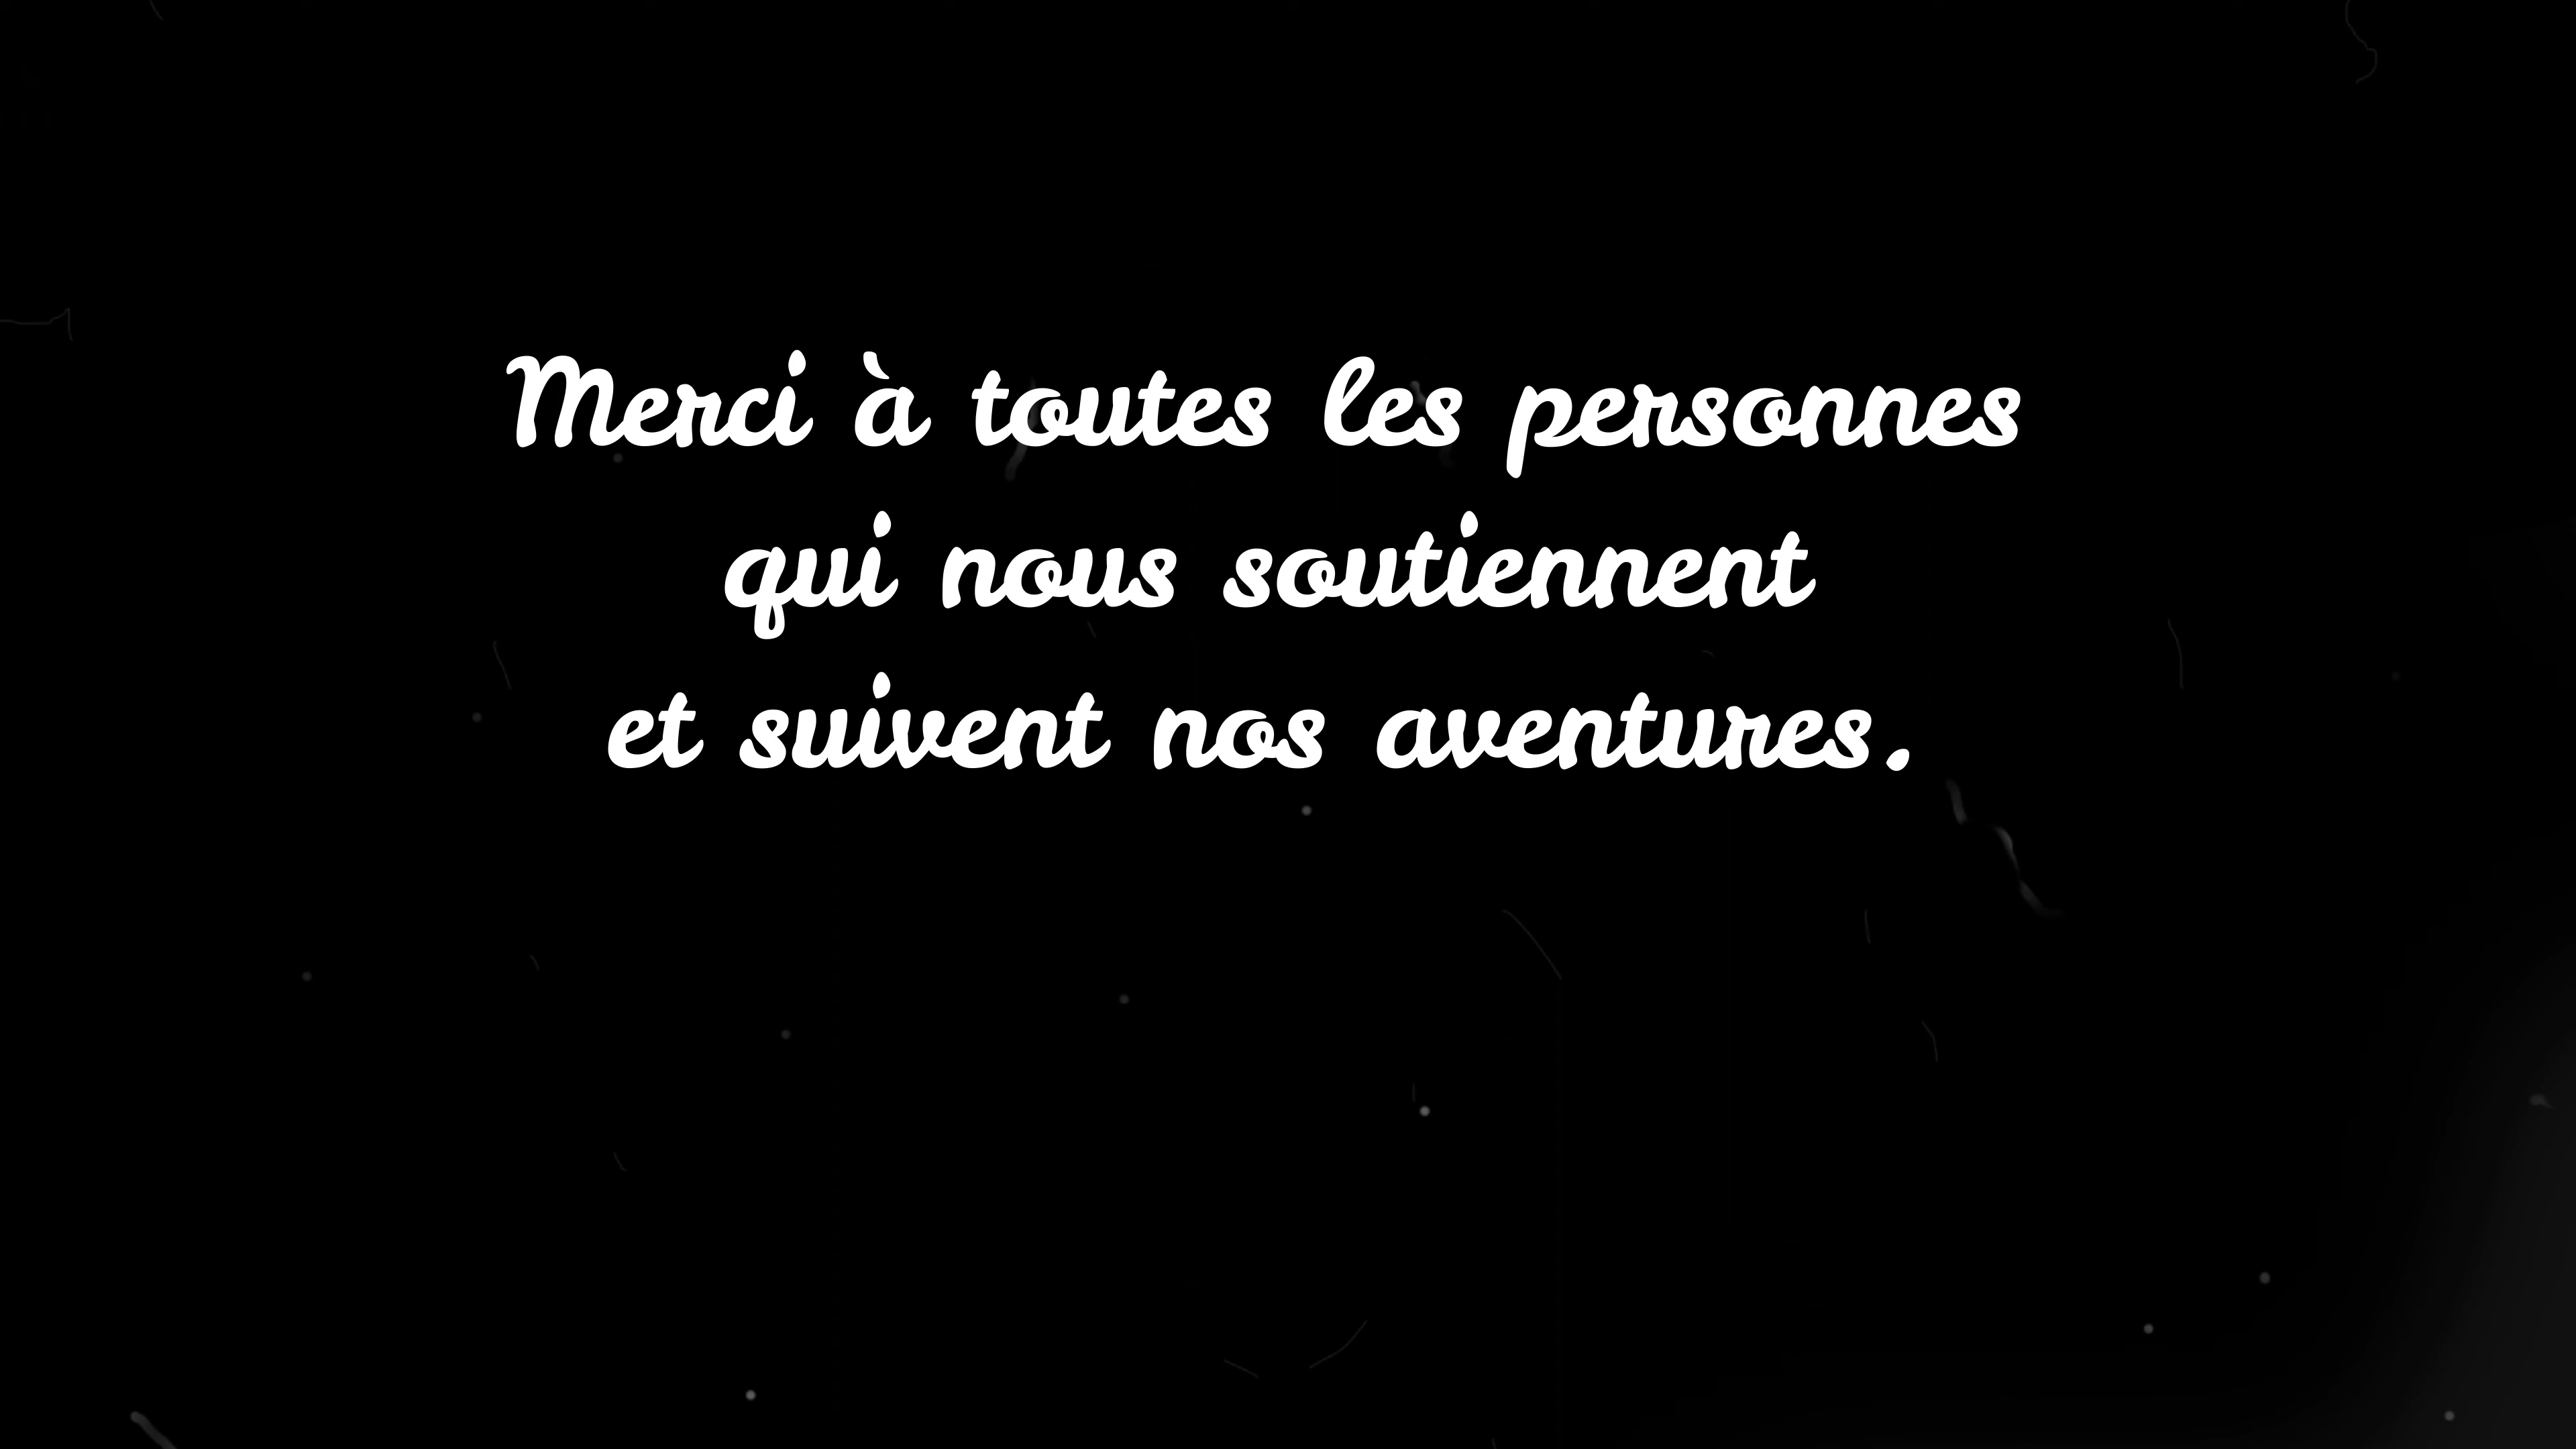 Merci à toutes les personnes
qui nous soutiennent
et suivent nos aventures.